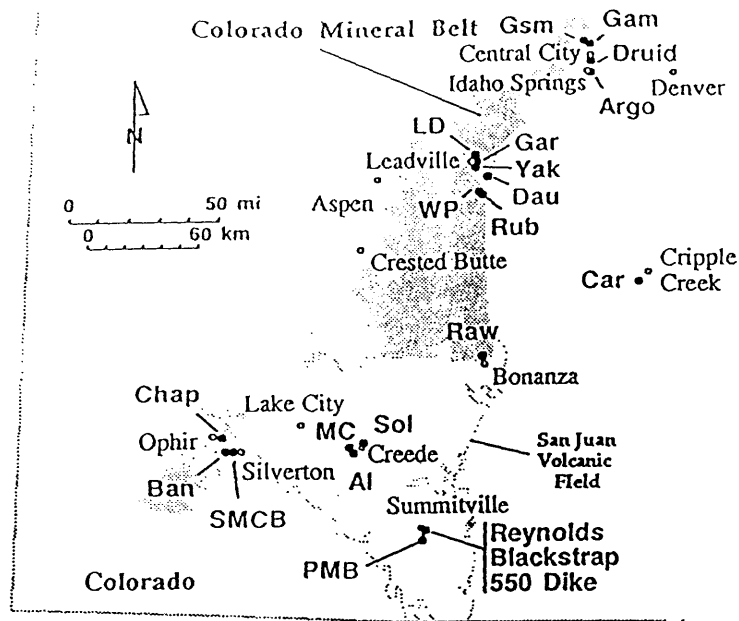 Colorado Mineral Belt
Gsm
Gam
Central City
Druid
Idaho Springs
Denver
Argo
N
LD
Gar
Leadville
Yak
Dau
0 50 mi
0 60 km
Aspen
WP
Rub
Crested Butte
Car
Cripple
Creek
Raw
Bonanza
Chap
Lake City
MC
Sol
Ophir
Creede
San Juan
Volcanic
FIeld
Ban
Silverton
Al
SMCB
Summitville
Reynolds
Blackstrap
550 Dike
PMB
Colorado